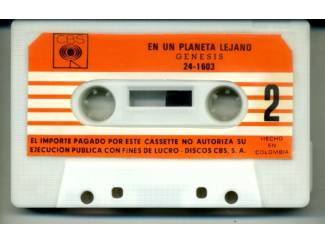 CBS
EN UN PLANETA LEJANO
GENESIS
24-1603
2
EL IMPORTE PAGADO POR ESTE CASSETTE NO AUTORIZA SU
EJECUCION PUBLICA CON FINES DE LUCRO - DISCOS CBS, S. A.
HECHO
EN
COLOMBIA